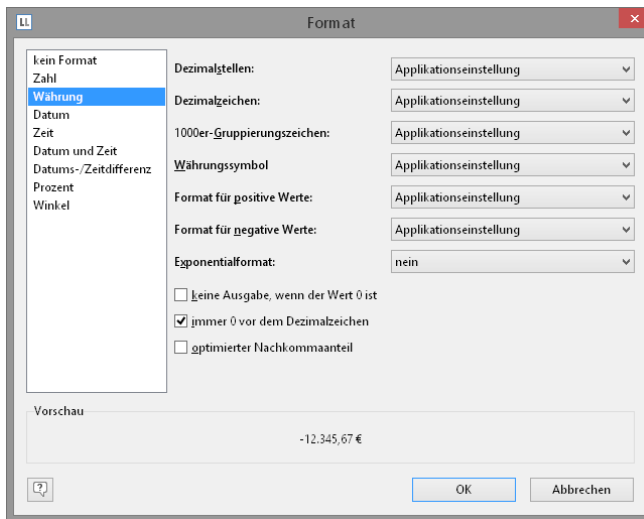 LL
Format
x
kein Format
Zahl
Währung
Datum
Zeit
Datum und Zeit
Datums-/Zeitdifferenz
Prozent
Winkel
Dezimalstellen: Applikationseinstellung
Dezimalzeichen: Applikationseinstellung
1000er-Gruppierungszeichen: Applikationseinstellung
Währungssymbol Applikationseinstellung
Format für positive Werte: Applikationseinstellung
Format für negative Werte: Applikationseinstellung
Exponentialformat: nein
keine Ausgabe, wenn der Wert 0 ist
immer 0 vor dem Dezimalzeichen
optimierter Nachkommaanteil
Vorschau
-12.345,67 €
? OK Abbrechen